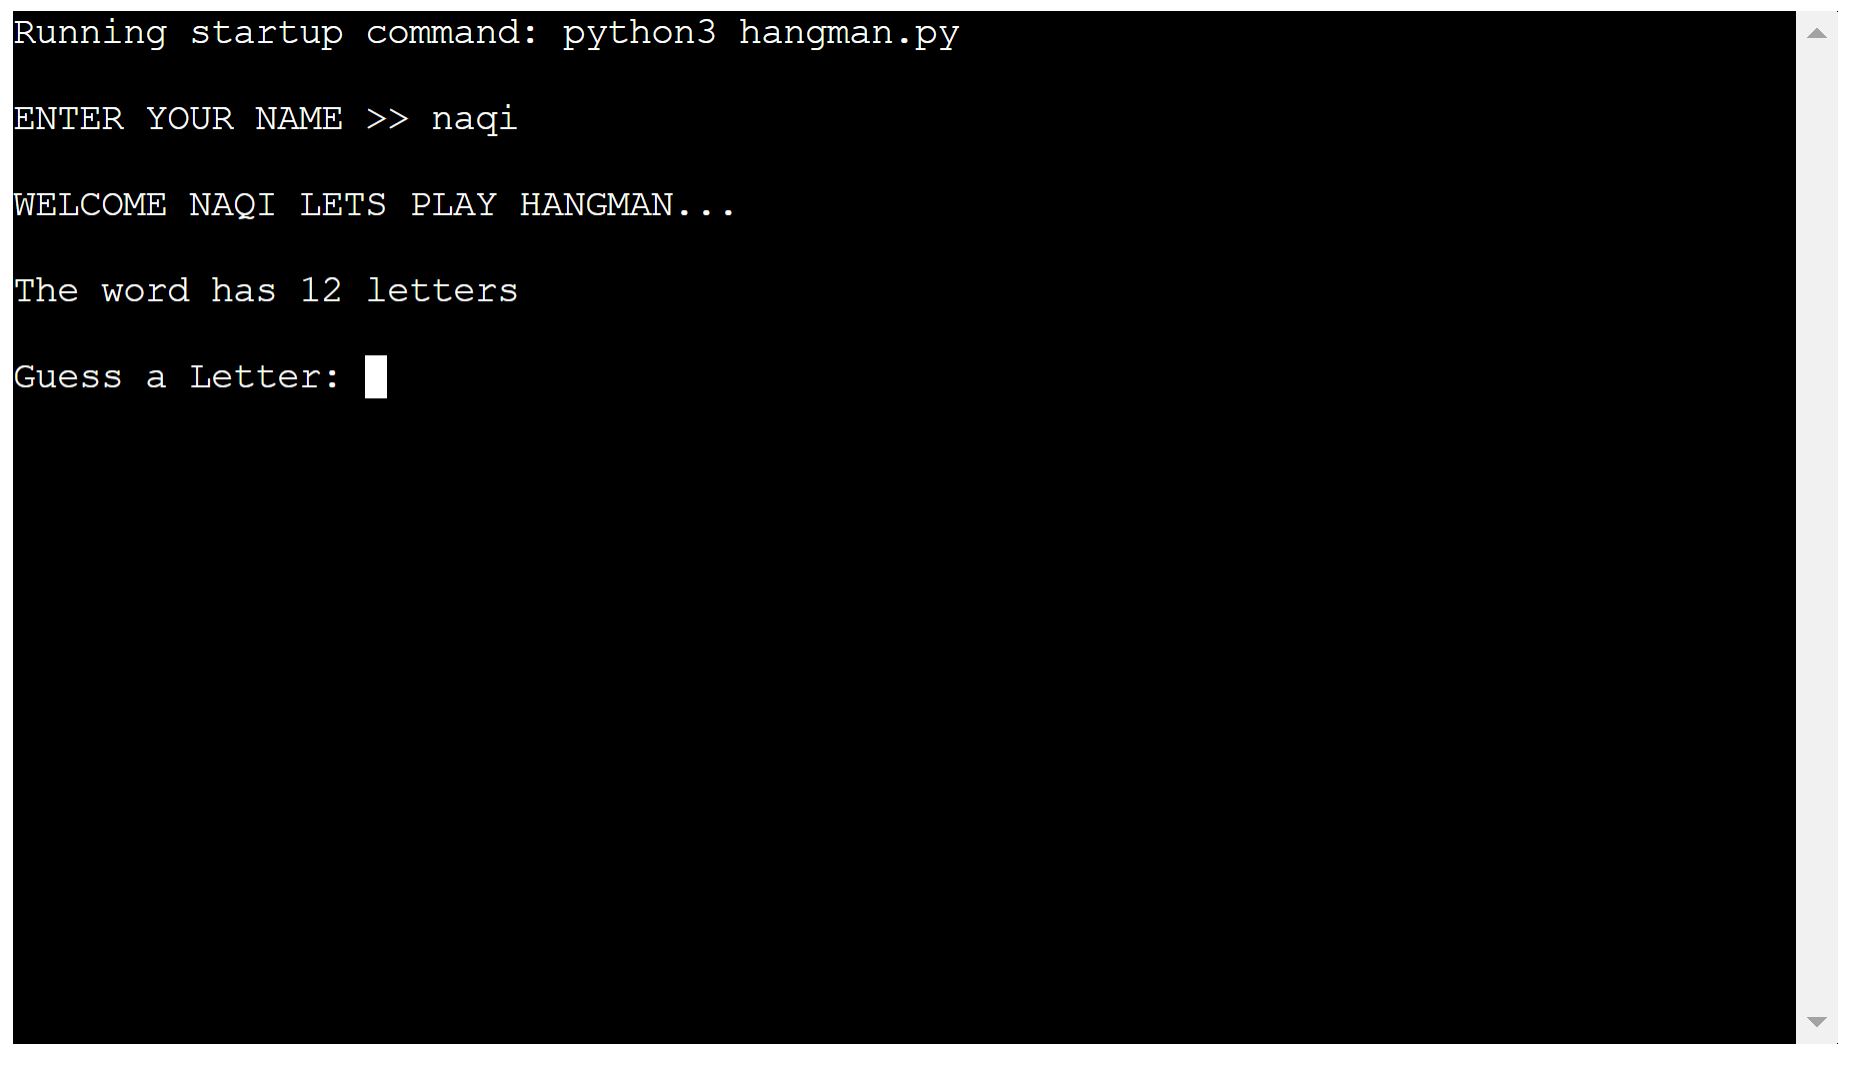 Running startup command: python3 hangman.py
ENTER YOUR NAME >> naqi
WELCOME NAQI LETS PLAY HANGMAN...
The word has 12 letters
Guess a Letter: